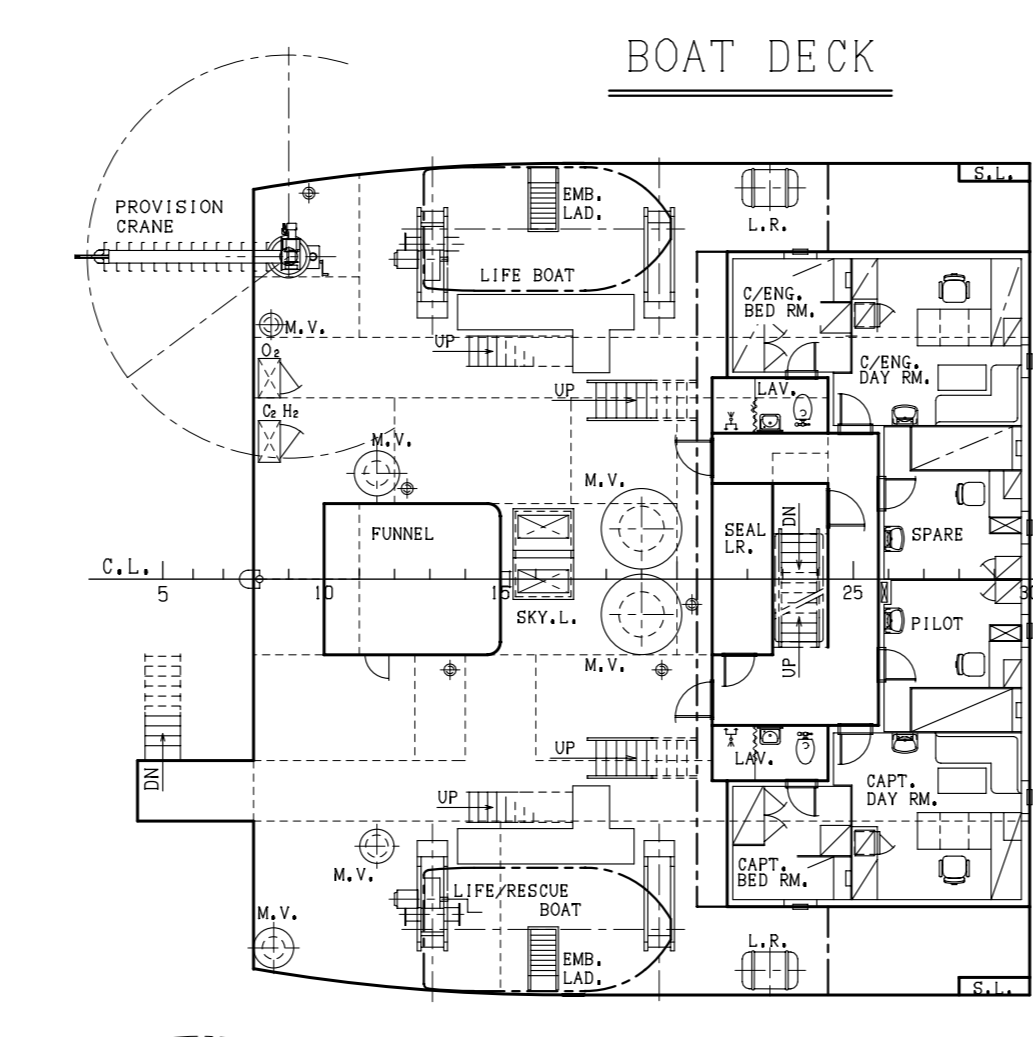 BOAT DECK
S.L.
PROVISION
CRANE
EMB.
LAD.
L.R.
LIFE BOAT
C/ENG.
BED RM.
M.V.
UP
O2
C/ENG.
DAY RM.
UP
LAV.
C2 H2
M.V.
M.V.
FUNNEL
SEAL
LR.
DN
SPARE
C.L.
5
10
15
25
30
SKY.L.
PILOT
M.V.
UP
UP
LAV.
DN
UP
CAPT.
DAY RM.
M.V.
CAPT.
BED RM.
LIFE/RESCUE
BOAT
M.V.
L.R.
EMB.
LAD.
S.L.